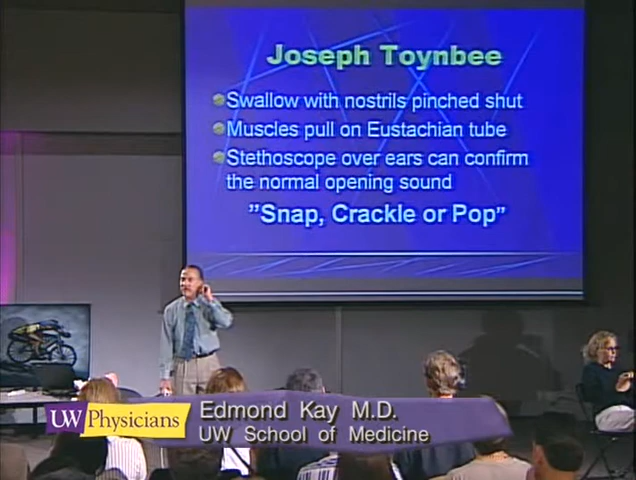 Joseph Toynbee
Swallow with nostrils pinched shut
Muscles pull on Eustachian tube
Stethoscope over ears can confirm
the normal opening sound
”Snap, Crackle or Pop”
UW Physicians
Edmond Kay M.D.
UW School of Medicine